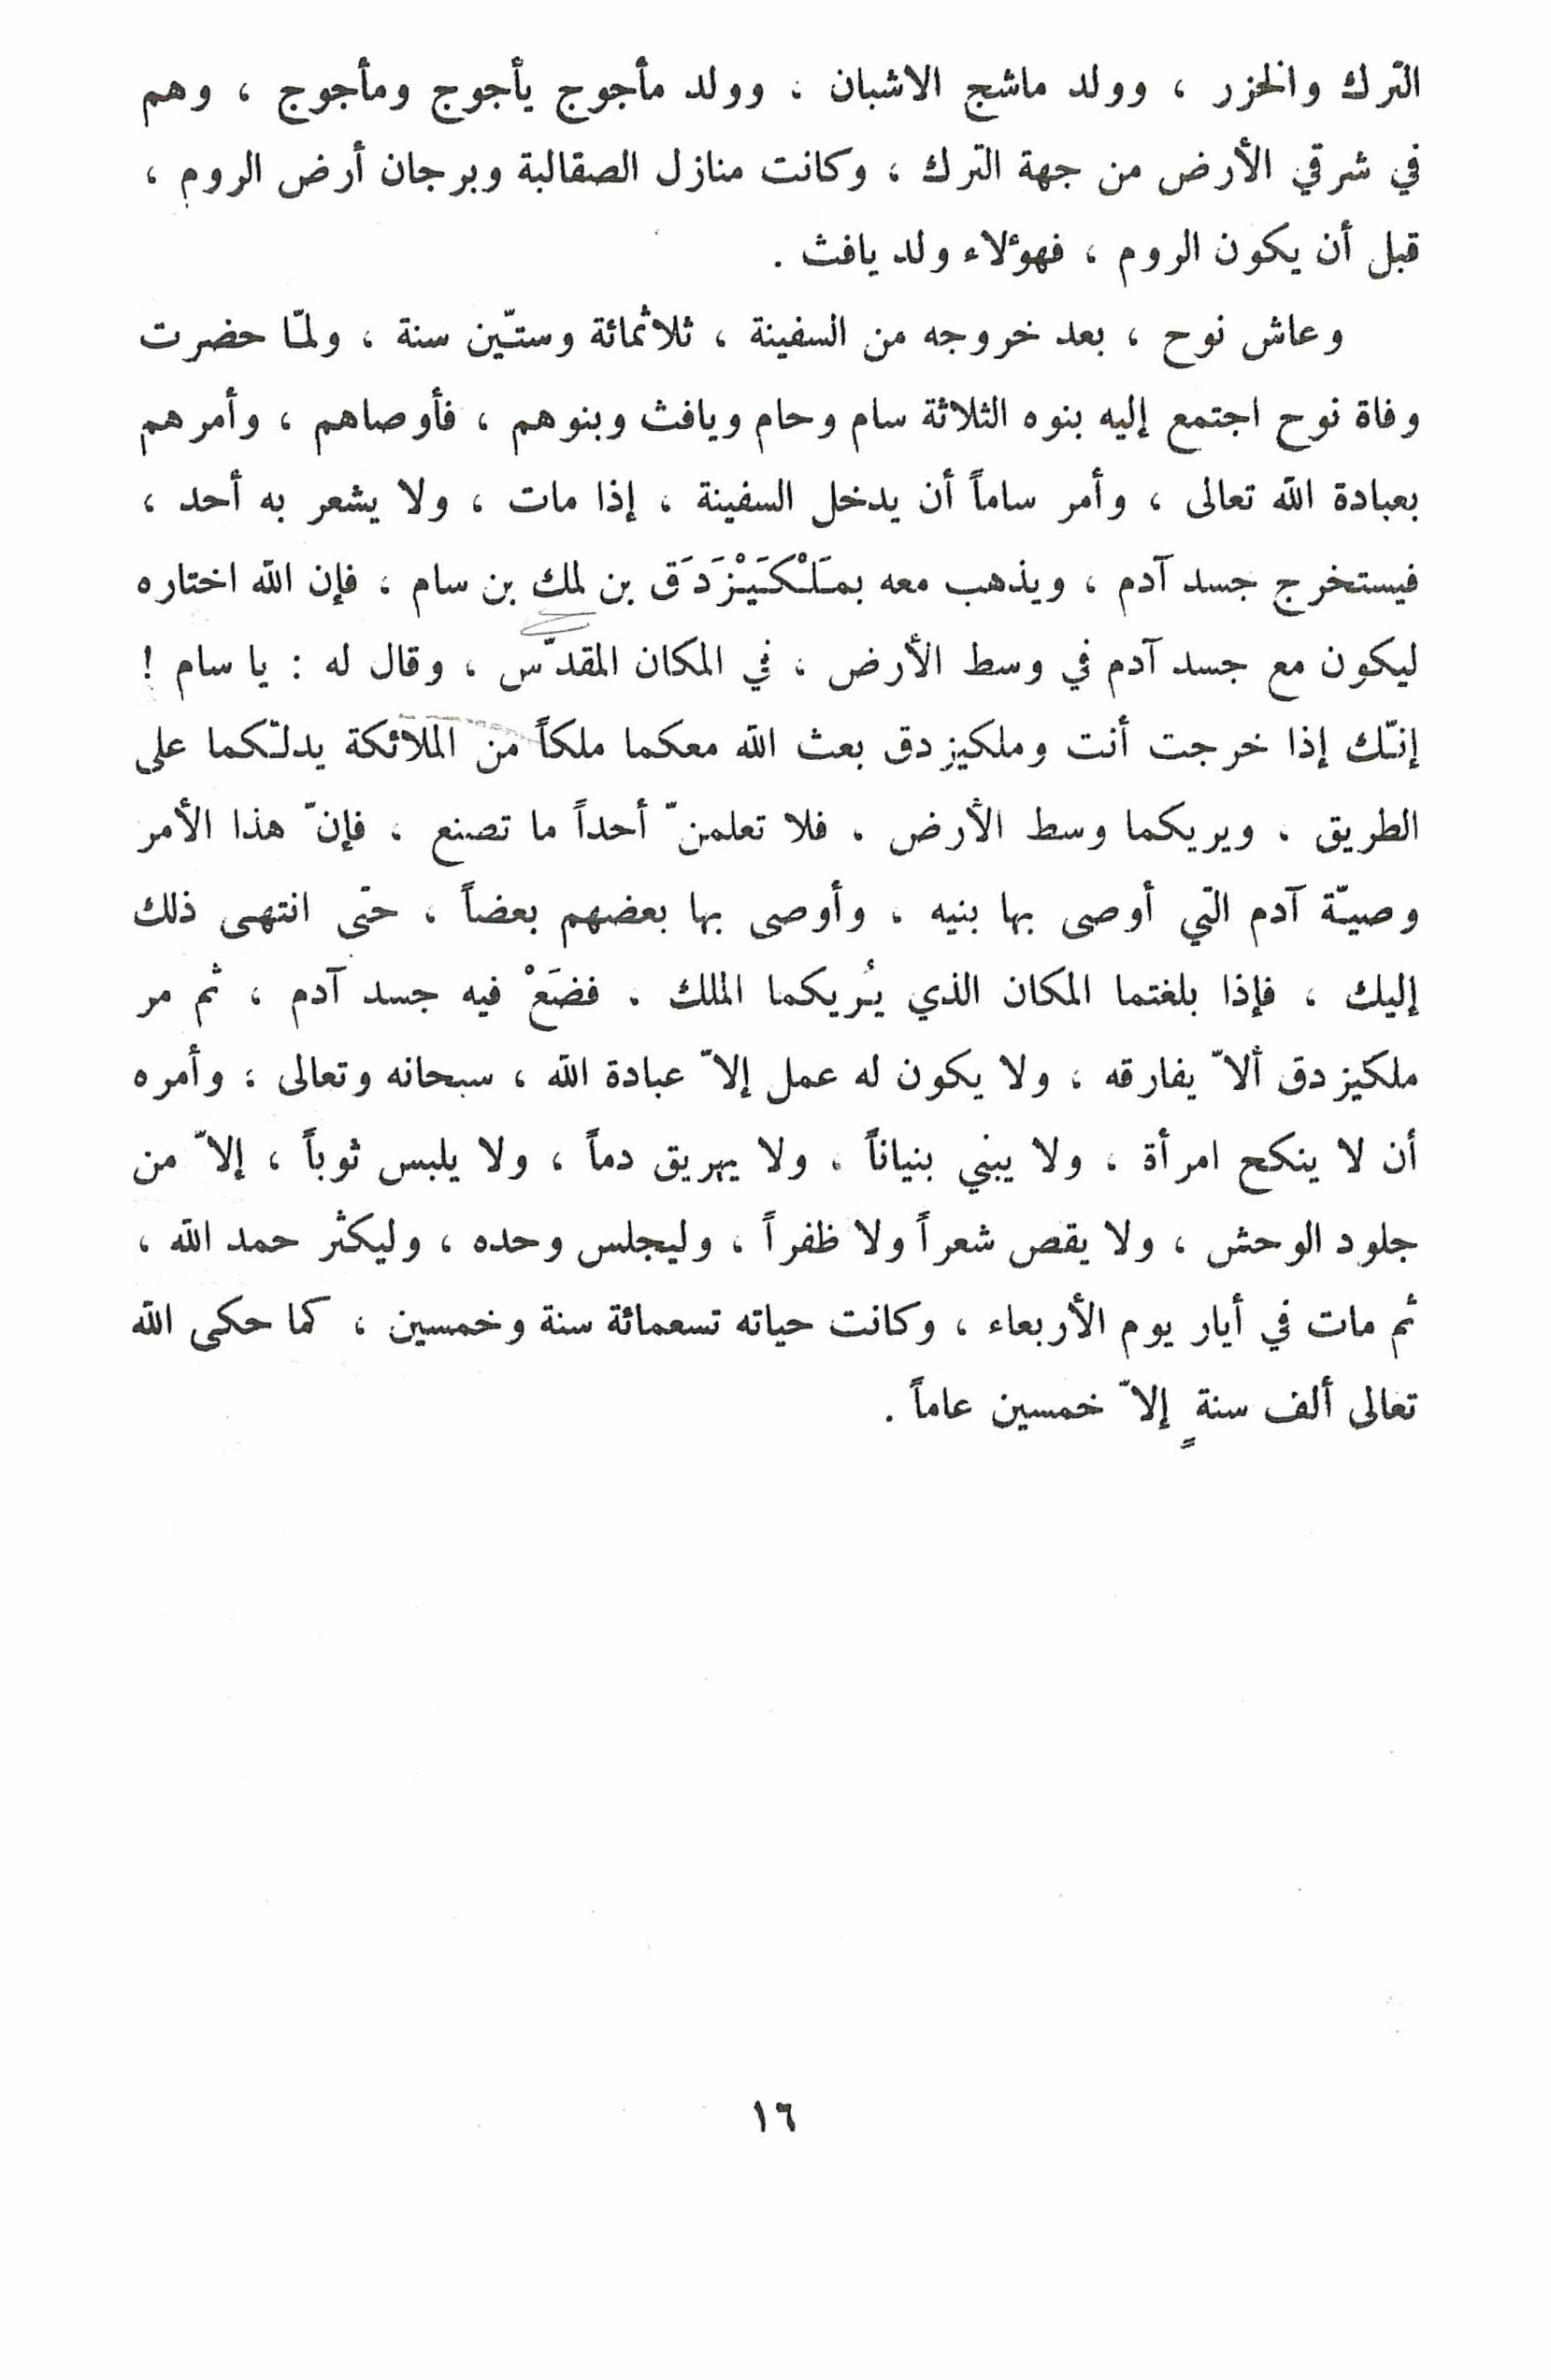 الترك والخزر ، وولد ماشج الاشبان ، وولد مأجوج يأجوج ومأجوج ، وهم
في شرقي الأرض من جهة الترك ، وكانت منازل الصقالبة وبرجان أرض الروم ،
قبل أن يكون الروم ، فهؤلاء ولد يافث .
وعاش نوح ، بعد خروجه من السفينة ، ثلاثمائة وستّين سنة ، ولمّا حضرت
وفاة نوح اجتمع إليه بنوه الثلاثة سام وحام ويافث وبنوهم ، فأوصاهم ، وأمرهم
بعبادة الله تعالى ، وأمر ساماً أن يدخل السفينة ، إذا مات ، ولا يشعر به أحد ،
فيستخرج جسد آدم ، ويذهب معه بمَلْكَيْزَدَق بن لمك بن سام ، فإن الله اختاره
ليكون مع جسد آدم في وسط الأرض ، في المكان المقدّس ، وقال له : يا سام !
إنّك إذا خرجت أنت وملكيزدق بعث الله معكما ملكاً من الملائكة يدلّكما على
الطريق ، ويريكما وسط الأرض ، فلا تعلمنّ أحداً ما تصنع ، فإنّ هذا الأمر
وصيّة آدم التي أوصى بها بنيه ، وأوصى بها بعضهم بعضاً ، حتى انتهى ذلك
إليك ، فإذا بلغتما المكان الذي يُريكما الملك ، فضَعْ فيه جسد آدم ، ثم مر
ملكيزدق ألاّ يفارقه ، ولا يكون له عمل إلاّ عبادة الله ، سبحانه وتعالى ؛ وأمره
أن لا ينكح امرأة ، ولا يبني بنياناً ، ولا يهريق دماً ، ولا يلبس ثوباً ، إلاّ من
جلود الوحش ، ولا يقص شعراً ولا ظفراً ، وليجلس وحده ، وليكثر حمد الله ،
ثم مات في أيار يوم الأربعاء ، وكانت حياته تسعمائة سنة وخمسين ، كما حكى الله
تعالى ألف سنةٍ إلاّ خمسين عاماً .
١٦